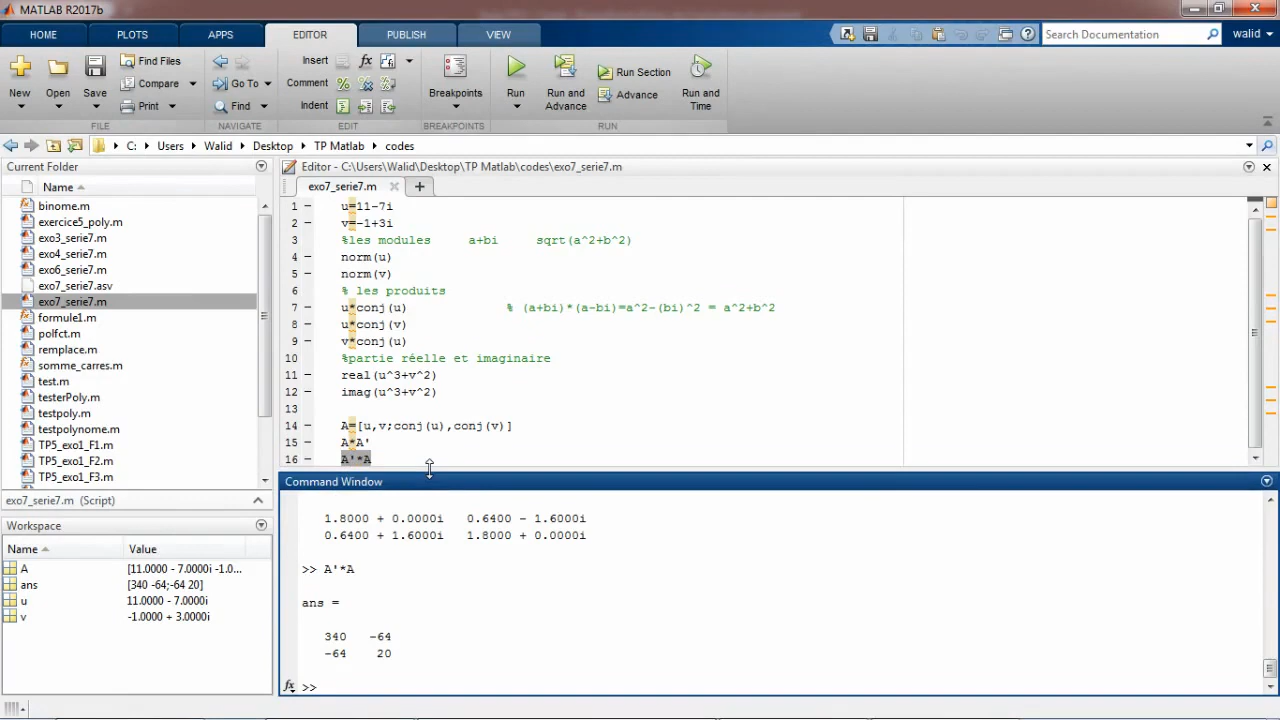 MATLAB R2017b
HOME PLOTS APPS EDITOR PUBLISH VIEW Search Documentation walid
New Open Save Find Files Compare Print Go To Find Insert fx Comment Indent Breakpoints Run Run and Advance Run Section Advance Run and Time
FILE NAVIGATE EDIT BREAKPOINTS RUN
C: Users Walid Desktop TP Matlab codes
Current Folder
Name
binome.m
exercice5_poly.m
exo3_serie7.m
exo4_serie7.m
exo6_serie7.m
exo7_serie7.asv
exo7_serie7.m
formule1.m
polfct.m
remplace.m
somme_carres.m
test.m
testerPoly.m
testpoly.m
testpolynome.m
TP5_exo1_F1.m
TP5_exo1_F2.m
TP5_exo1_F3.m
exo7_serie7.m (Script)
Workspace
Name Value
A [11.0000 - 7.0000i -1.0...
ans [340 -64;-64 20]
u 11.0000 - 7.0000i
v -1.0000 + 3.0000i
Editor - C:\Users\Walid\Desktop\TP Matlab\codes\exo7_serie7.m
exo7_serie7.m
1 - u=11-7i
2 - v=-1+3i
3 %les modules a+bi sqrt(a^2+b^2)
4 - norm(u)
5 - norm(v)
6 % les produits
7 - u*conj(u) % (a+bi)*(a-bi)=a^2-(bi)^2 = a^2+b^2
8 - u*conj(v)
9 - v*conj(u)
10 %partie réelle et imaginaire
11 - real(u^3+v^2)
12 - imag(u^3+v^2)
13
14 - A=[u,v;conj(u),conj(v)]
15 - A*A'
16 - A'*A
Command Window
1.8000 + 0.0000i 0.6400 - 1.6000i
0.6400 + 1.6000i 1.8000 + 0.0000i
>> A'*A
ans =
340 -64
-64 20
fx >>